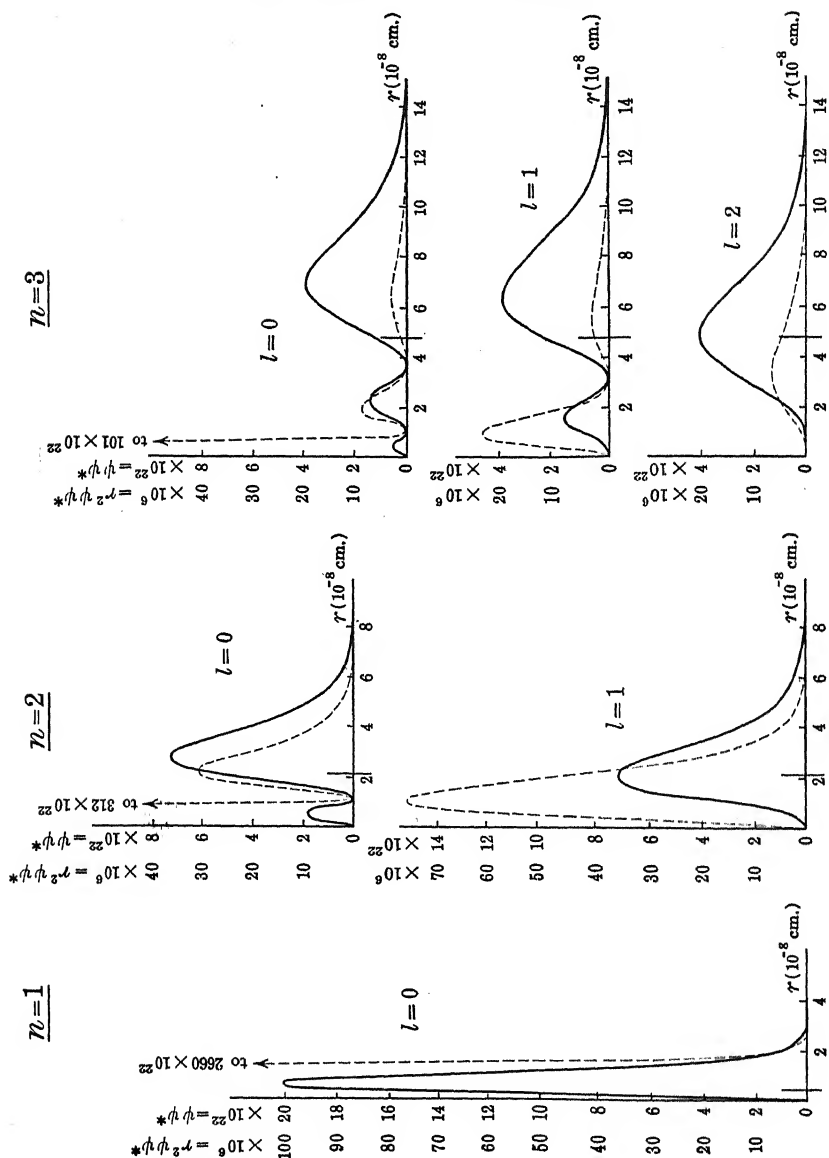 n=3
r (10⁻⁸ cm.)
l=0
to 101×10²²
ψψ* = ×10²² 8 6 4 2 0
r²ψψ* = ×10⁶ 40 30 20 10
2 4 6 8 10 12 14
r (10⁻⁸ cm.)
l=1
×10²² 4 2 0
×10⁶ 20 10
2 4 6 8 10 12 14
r (10⁻⁸ cm.)
l=2
×10²² 4 2 0
×10⁶ 20 10
2 4 6 8 10 12 14
n=2
r (10⁻⁸ cm.)
l=0
to 312×10²²
ψψ* = ×10²² 8 6 4 2 0
r²ψψ* = ×10⁶ 40 30 20 10
2 4 6 8
r (10⁻⁸ cm.)
l=1
×10²² 14 12 10 8 6 4 2 0
×10⁶ 70 60 50 40 30 20 10
2 4 6 8
n=1
r (10⁻⁸ cm.)
l=0
to 2660×10²²
ψψ* = ×10²² 20 18 16 14 12 10 8 6 4 2 0
r²ψψ* = ×10⁶ 100 90 80 70 60 50 40 30 20 10
2 4